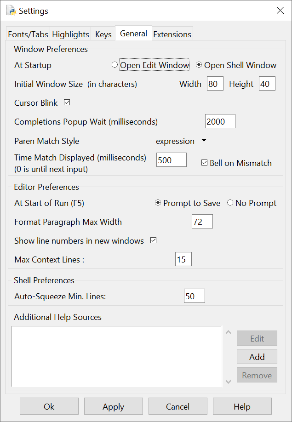 Settings
Fonts/Tabs Highlights Keys General Extensions
Window Preferences
At Startup Open Edit Window Open Shell Window
Initial Window Size (in characters) Width 80 Height 40
Cursor Blink
Completions Popup Wait (milliseconds) 2000
Paren Match Style expression
Time Match Displayed (milliseconds)
(0 is until next input) 500 Bell on Mismatch
Editor Preferences
At Start of Run (F5) Prompt to Save No Prompt
Format Paragraph Max Width 72
Show line numbers in new windows
Max Context Lines : 15
Shell Preferences
Auto-Squeeze Min. Lines: 50
Additional Help Sources
Edit
Add
Remove
Ok Apply Cancel Help